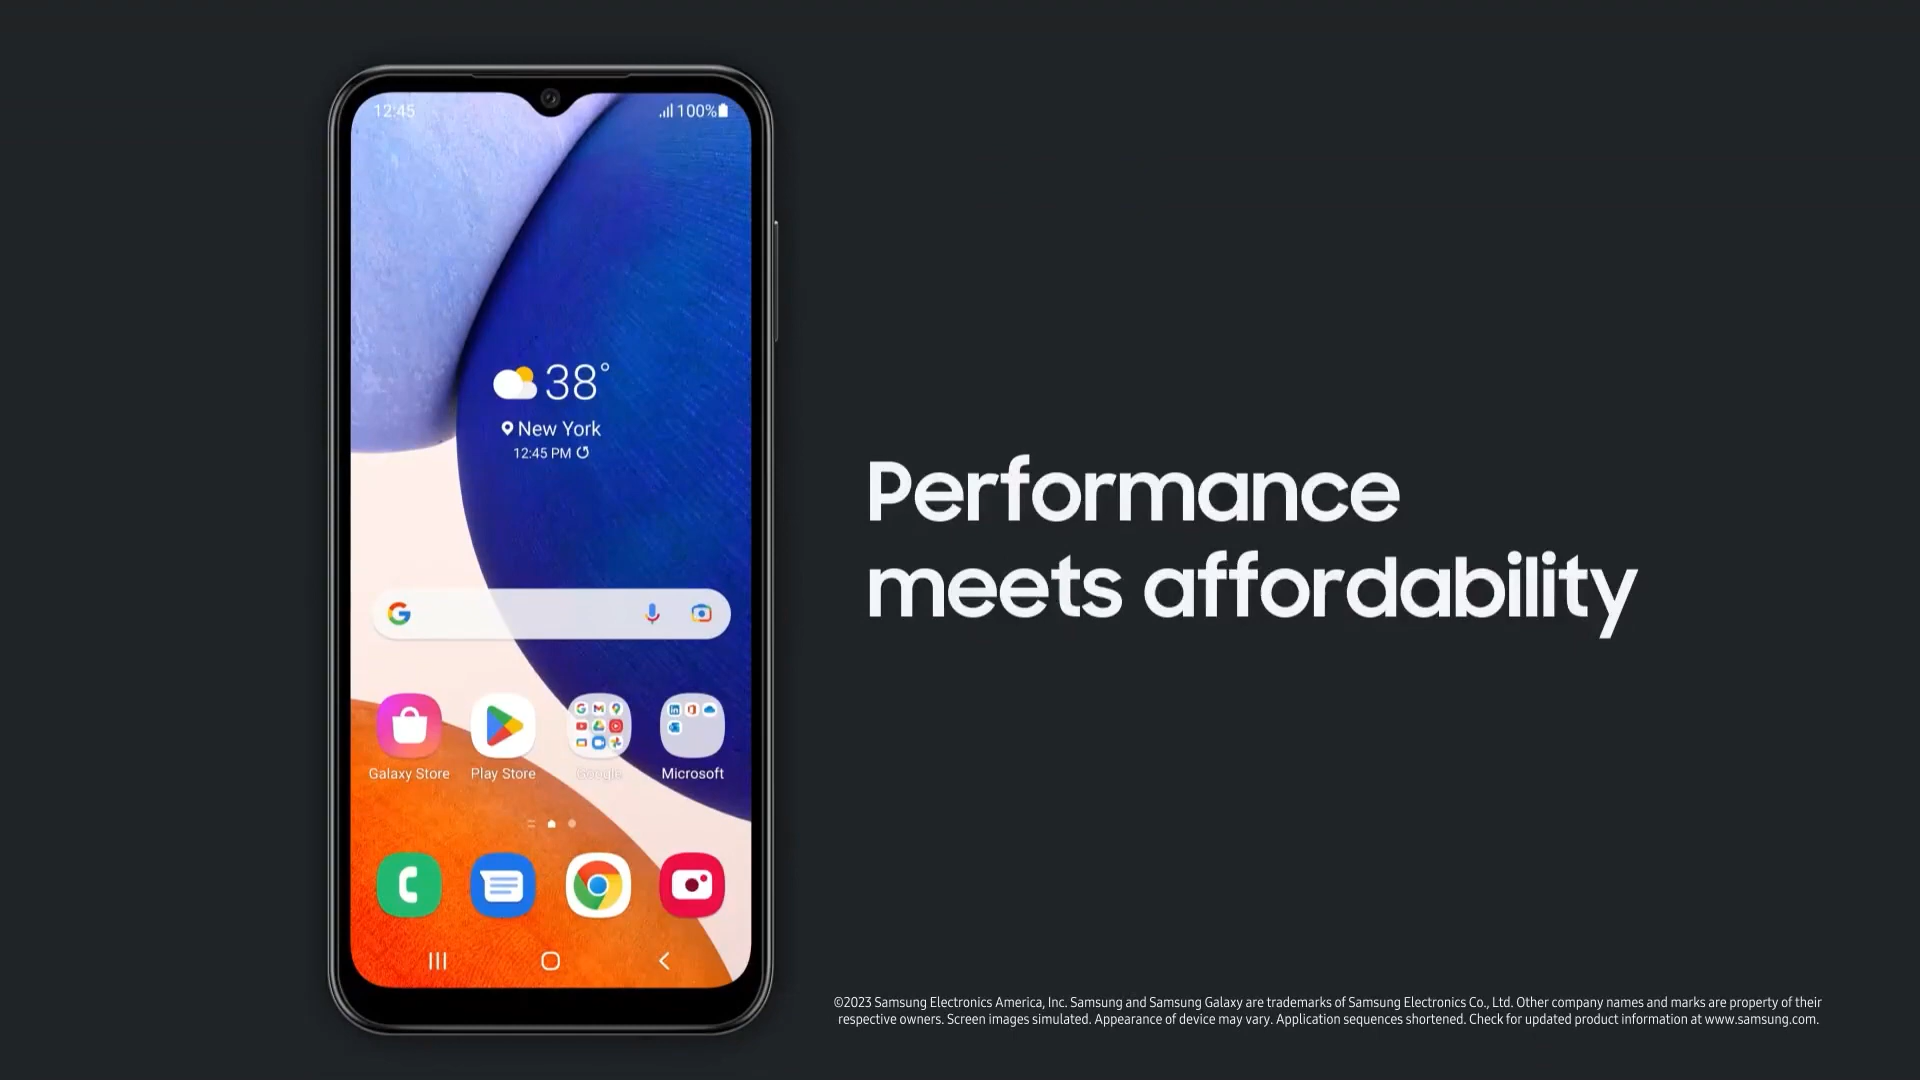 12:45
100%
38°
New York
12:45 PM
Galaxy Store
Play Store
Google
Microsoft
Performance
meets affordability
©2023 Samsung Electronics America, Inc. Samsung and Samsung Galaxy are trademarks of Samsung Electronics Co., Ltd. Other company names and marks are property of their
respective owners. Screen images simulated. Appearance of device may vary. Application sequences shortened. Check for updated product information at www.samsung.com.